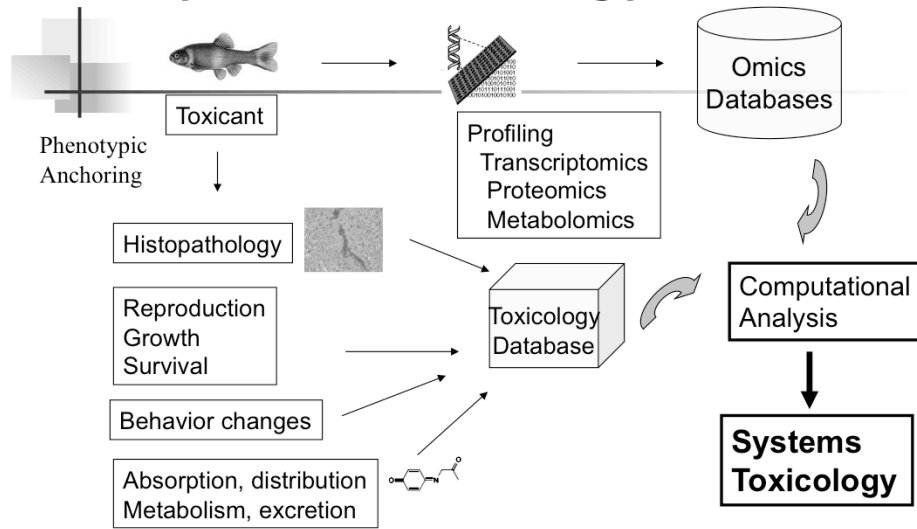 Toxicant
Phenotypic
Anchoring
Profiling
Transcriptomics
Proteomics
Metabolomics
Omics
Databases
Histopathology
Reproduction
Growth
Survival
Behavior changes
Absorption, distribution
Metabolism, excretion
O
N
O
Toxicology
Database
Computational
Analysis
Systems
Toxicology